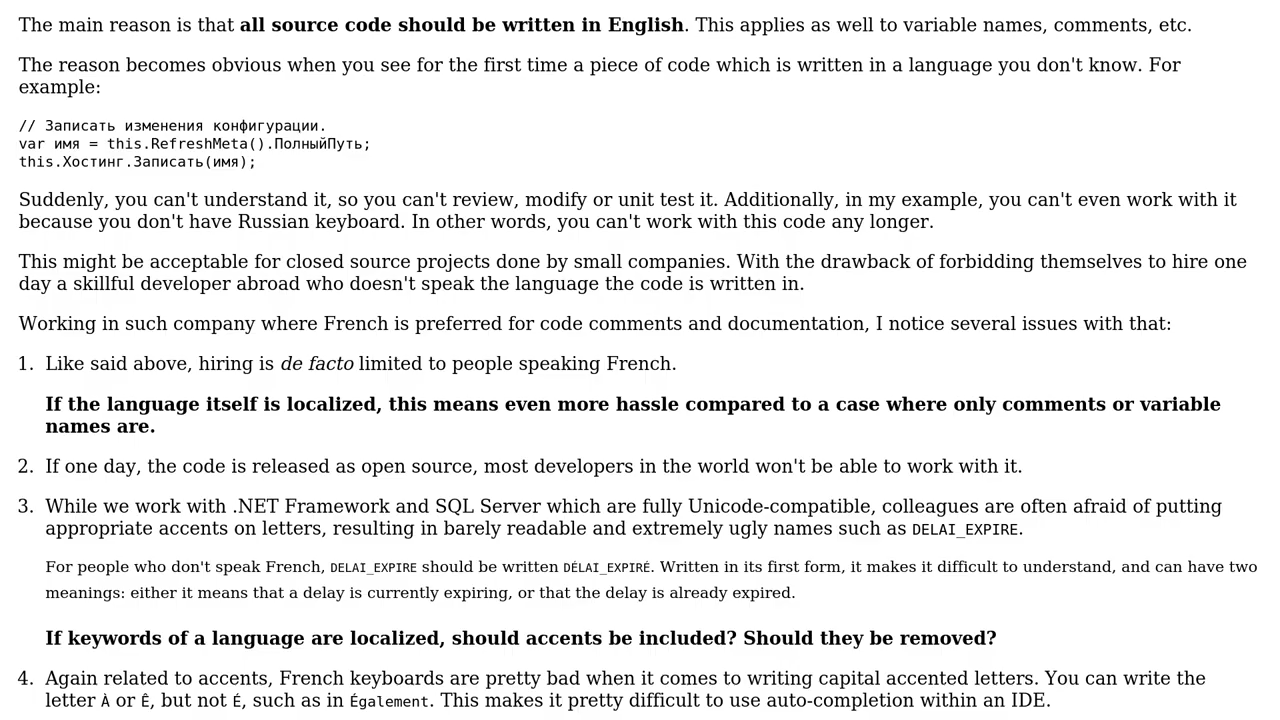 The main reason is that all source code should be written in English. This applies as well to variable names, comments, etc.
The reason becomes obvious when you see for the first time a piece of code which is written in a language you don't know. For
example:
// Записать изменения конфигурации.
var имя = this.RefreshMeta().ПолныйПуть;
this.Хостинг.Записать(имя);
Suddenly, you can't understand it, so you can't review, modify or unit test it. Additionally, in my example, you can't even work with it
because you don't have Russian keyboard. In other words, you can't work with this code any longer.
This might be acceptable for closed source projects done by small companies. With the drawback of forbidding themselves to hire one
day a skillful developer abroad who doesn't speak the language the code is written in.
Working in such company where French is preferred for code comments and documentation, I notice several issues with that:
1. Like said above, hiring is de facto limited to people speaking French.
If the language itself is localized, this means even more hassle compared to a case where only comments or variable
names are.
2. If one day, the code is released as open source, most developers in the world won't be able to work with it.
3. While we work with .NET Framework and SQL Server which are fully Unicode-compatible, colleagues are often afraid of putting
appropriate accents on letters, resulting in barely readable and extremely ugly names such as DELAI_EXPIRE.
For people who don't speak French, DELAI_EXPIRE should be written DÉLAI_EXPIRÉ. Written in its first form, it makes it difficult to understand, and can have two
meanings: either it means that a delay is currently expiring, or that the delay is already expired.
If keywords of a language are localized, should accents be included? Should they be removed?
4. Again related to accents, French keyboards are pretty bad when it comes to writing capital accented letters. You can write the
letter À or Ê, but not É, such as in Également. This makes it pretty difficult to use auto-completion within an IDE.